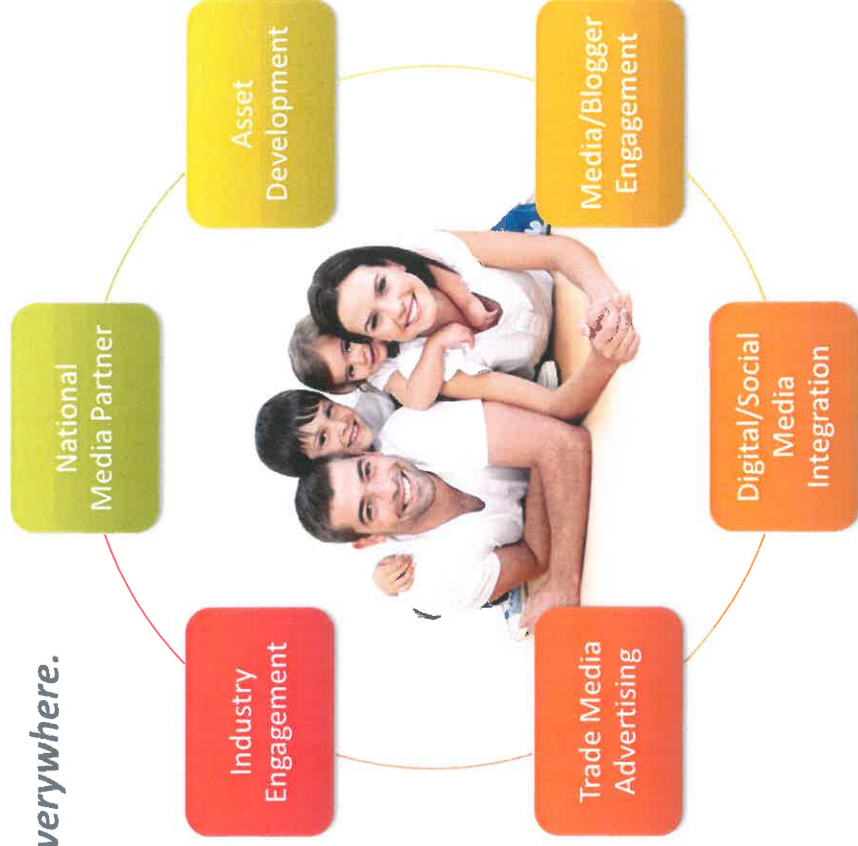 verywhere.
National
Media Partner
Asset
Development
Media/Blogger
Engagement
Digital/Social
Media
Integration
Trade Media
Advertising
Industry
Engagement